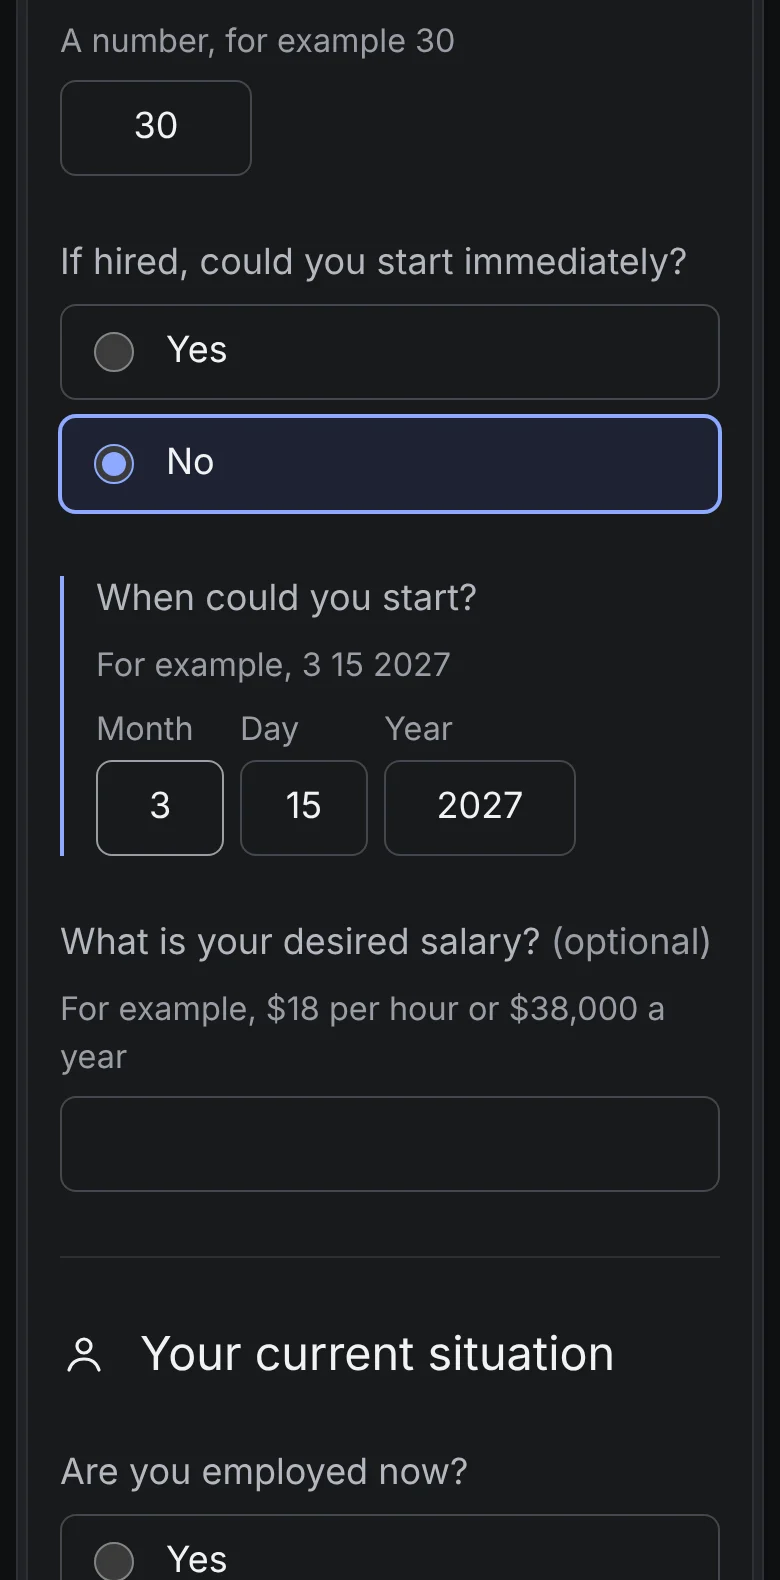 A number, for example 30
30
If hired, could you start immediately?
Yes
No
When could you start?
For example, 3 15 2027
Month Day Year
3 15 2027
What is your desired salary? (optional)
For example, $18 per hour or $38,000 a
year
Your current situation
Are you employed now?
Yes